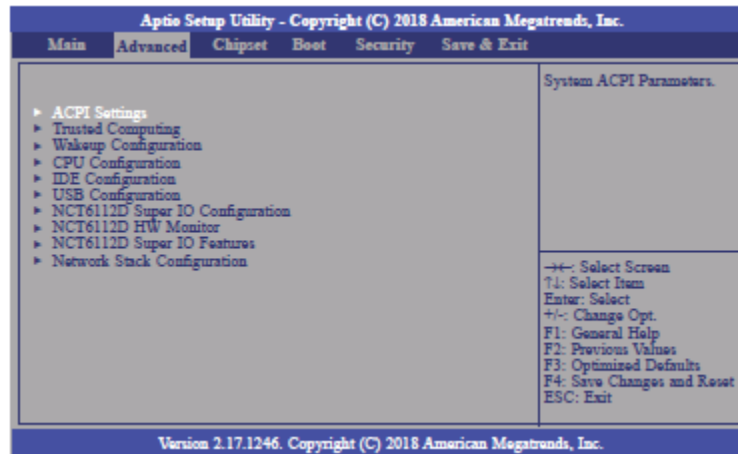 Aptio Setup Utility - Copyright (C) 2018 American Megatrends, Inc.
Main Advanced Chipset Boot Security Save & Exit
► ACPI Settings
► Trusted Computing
► Wakeup Configuration
► CPU Configuration
► IDE Configuration
► USB Configuration
► NCT6112D Super IO Configuration
► NCT6112D HW Monitor
► NCT6112D Super IO Features
► Network Stack Configuration
System ACPI Parameters.
→←: Select Screen
↑↓: Select Item
Enter: Select
+/-: Change Opt.
F1: General Help
F2: Previous Values
F3: Optimized Defaults
F4: Save Changes and Reset
ESC: Exit
Version 2.17.1246. Copyright (C) 2018 American Megatrends, Inc.